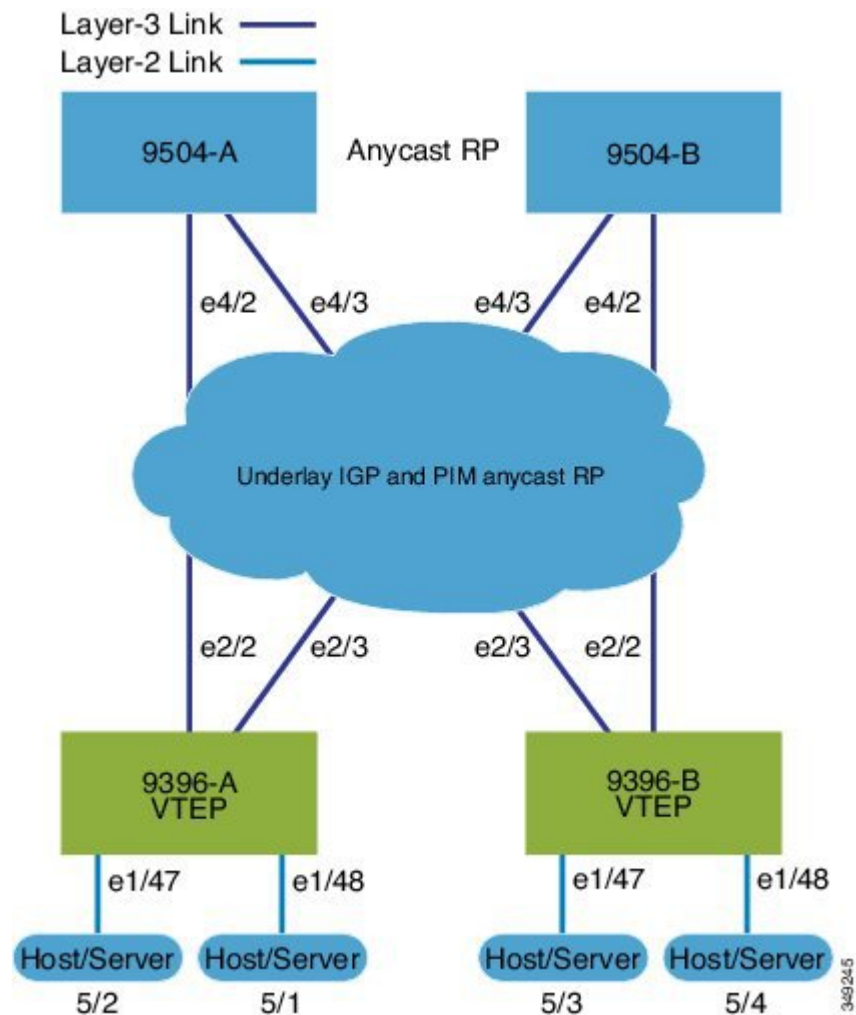 Layer-3 Link
Layer-2 Link
9504-A
Anycast RP
9504-B
e4/2
e4/3
e4/3
e4/2
Underlay IGP and PIM anycast RP
e2/2
e2/3
e2/3
e2/2
9396-A
VTEP
9396-B
VTEP
e1/47
e1/48
e1/47
e1/48
Host/Server
Host/Server
Host/Server
Host/Server
5/2
5/1
5/3
5/4
349245